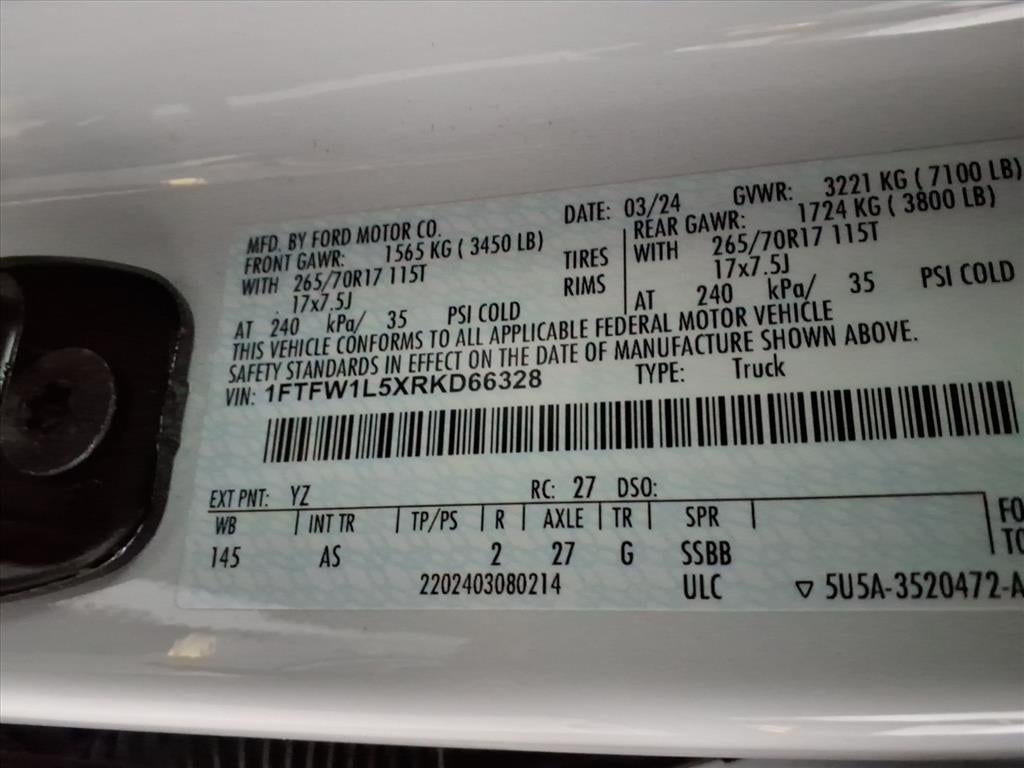 MFD. BY FORD MOTOR CO. DATE: 03/24 GVWR: 3221 KG ( 7100 LB)
FRONT GAWR: 1565 KG ( 3450 LB) REAR GAWR: 1724 KG ( 3800 LB)
WITH 265/70R17 115T TIRES WITH 265/70R17 115T
17x7.5J RIMS 17x7.5J
AT 240 kPa/ 35 PSI COLD AT 240 kPa/ 35 PSI COLD
THIS VEHICLE CONFORMS TO ALL APPLICABLE FEDERAL MOTOR VEHICLE
SAFETY STANDARDS IN EFFECT ON THE DATE OF MANUFACTURE SHOWN ABOVE.
VIN: 1FTFW1L5XRKD66328 TYPE: Truck
EXT PNT: YZ RC: 27 DSO:
WB INT TR TP/PS R AXLE TR SPR
145 AS 2 27 G SSBB
2202403080214 ULC ▽ 5U5A-3520472-A